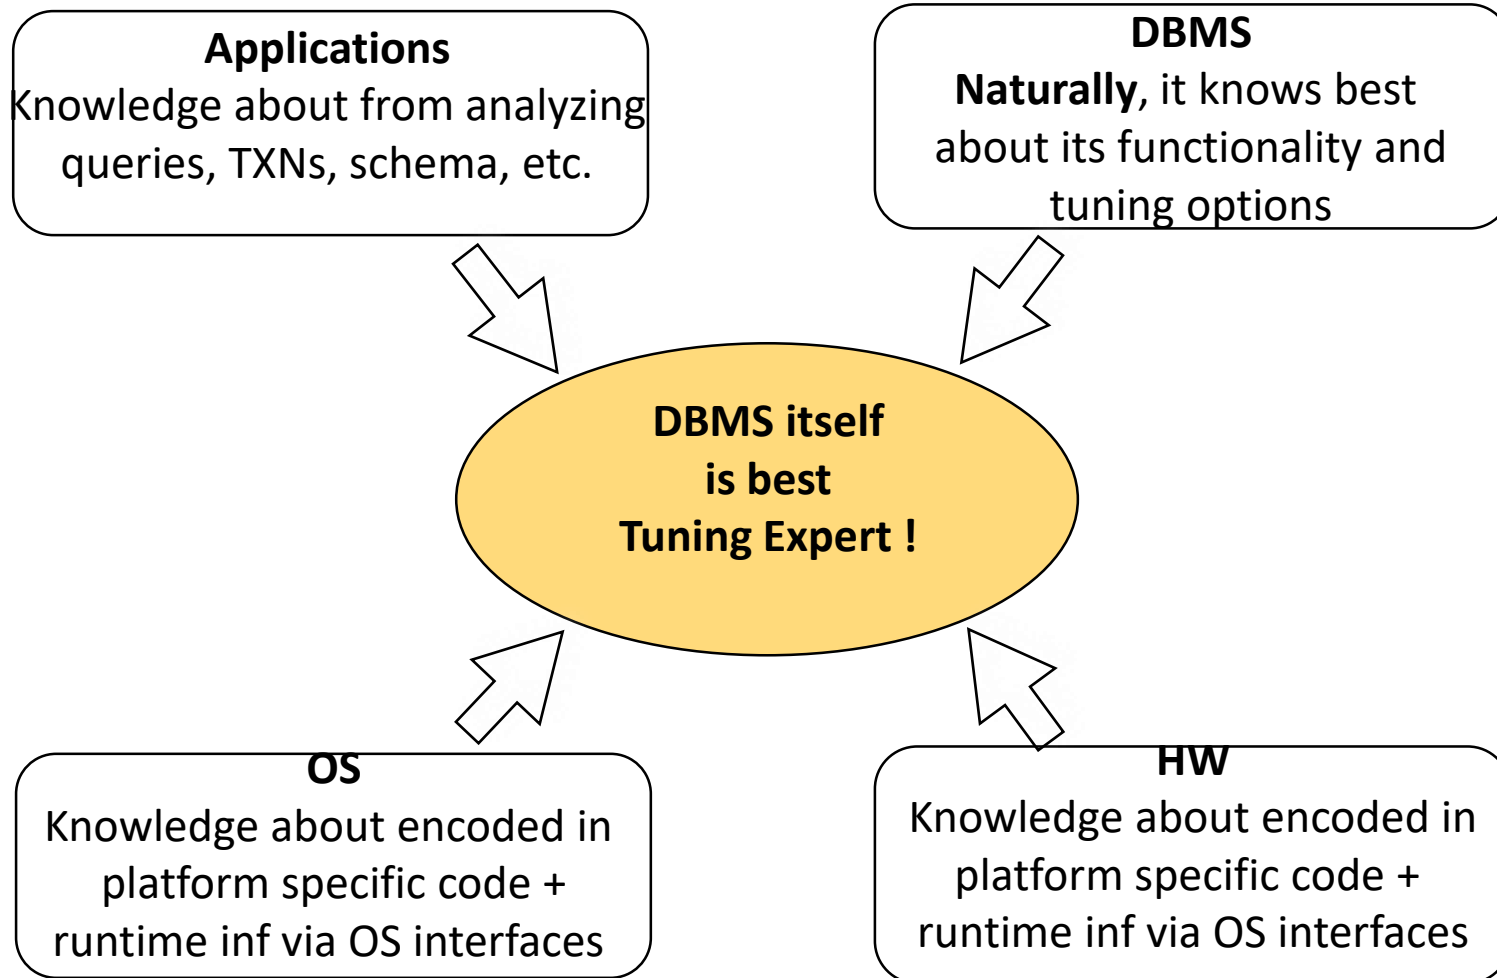 Applications
Knowledge about from analyzing
queries, TXNs, schema, etc.
DBMS
Naturally, it knows best
about its functionality and
tuning options
DBMS itself
is best
Tuning Expert !
OS
Knowledge about encoded in
platform specific code +
runtime inf via OS interfaces
HW
Knowledge about encoded in
platform specific code +
runtime inf via OS interfaces